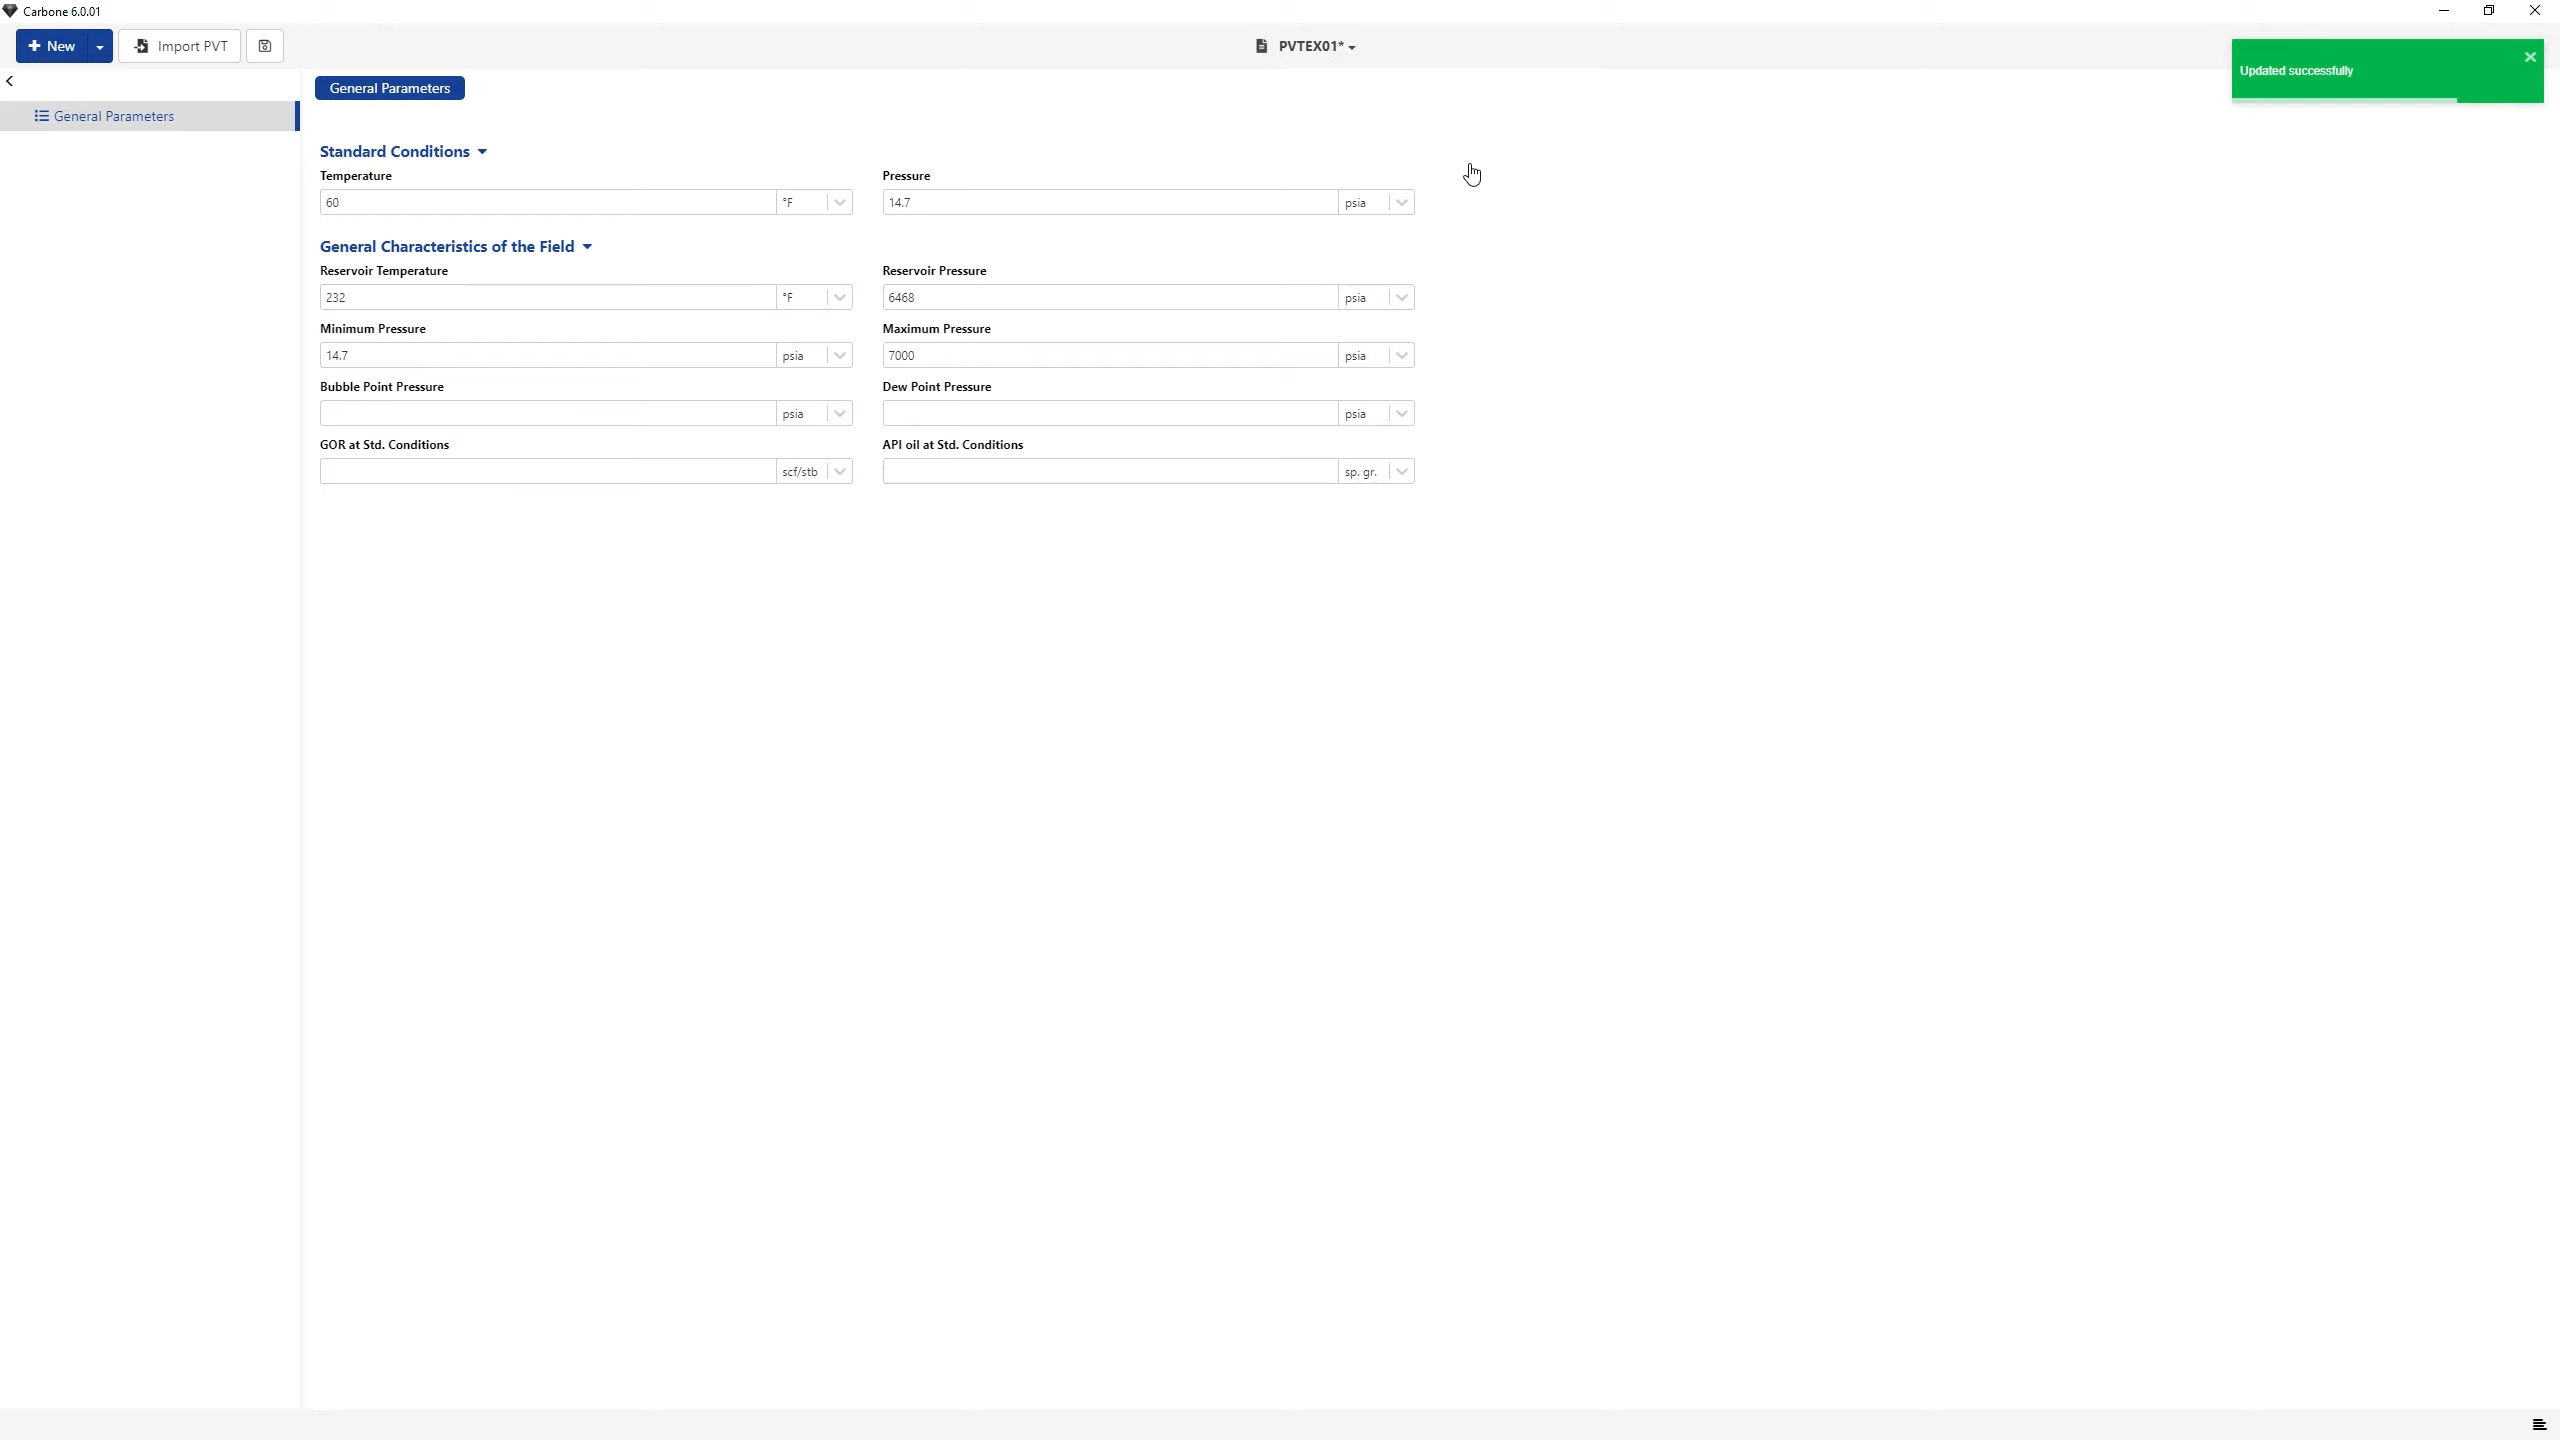 Carbone 6.0.01
New
Import PVT
PVTEX01*
Updated successfully
General Parameters
General Parameters
Standard Conditions
Temperature Pressure
60 °F 14.7 psia
General Characteristics of the Field
Reservoir Temperature Reservoir Pressure
232 °F 6468 psia
Minimum Pressure Maximum Pressure
14.7 psia 7000 psia
Bubble Point Pressure Dew Point Pressure
psia psia
GOR at Std. Conditions API oil at Std. Conditions
scf/stb sp. gr.